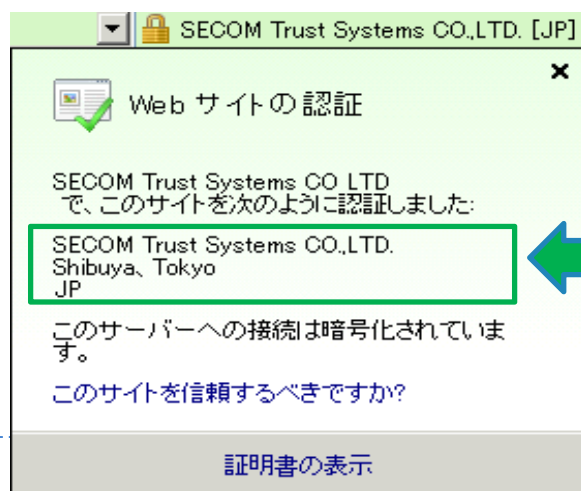 SECOM Trust Systems CO.,LTD. [JP]
Web サイトの認証
SECOM Trust Systems CO LTD
で、このサイトを次のように認証しました:
SECOM Trust Systems CO.,LTD.
Shibuya、Tokyo
JP
このサーバーへの接続は暗号化されていま
す。
このサイトを信頼するべきですか?
証明書の表示